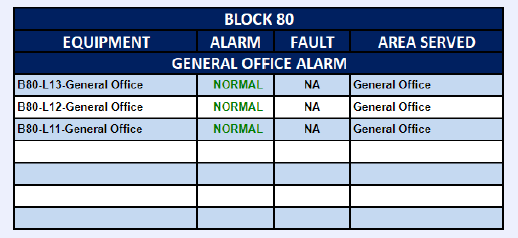 BLOCK 80
EQUIPMENT ALARM FAULT AREA SERVED
GENERAL OFFICE ALARM
B80-L13-General Office NORMAL NA General Office
B80-L12-General Office NORMAL NA General Office
B80-L11-General Office NORMAL NA General Office